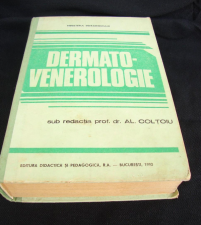 DERMATO-
VENEROLOGIE
sub redacția prof. dr. AL. COLȚOIU
EDITURA DIDACTICĂ ȘI PEDAGOGICĂ, R.A. — BUCUREȘTI, 1993